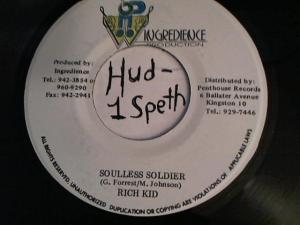 INGREDIENCE
PRODUCTION
Produced by:
Ingredience
Tel.: 942-3854 o
960-9290
Fax: 942-2941
Hud-
1 Speth
Distributed by:
Penthouse Records
6 Ballater Avenue
Kingston 10
Tel.: 929-7446
SOULLESS SOLDIER
(G. Forrest/M. Johnson)
RICH KID
ALL RIGHTS RESERVED. UNAUTHORIZED DUPLICATION OR COPYING ARE VIOLATIONS OF APPLICABLE LAWS